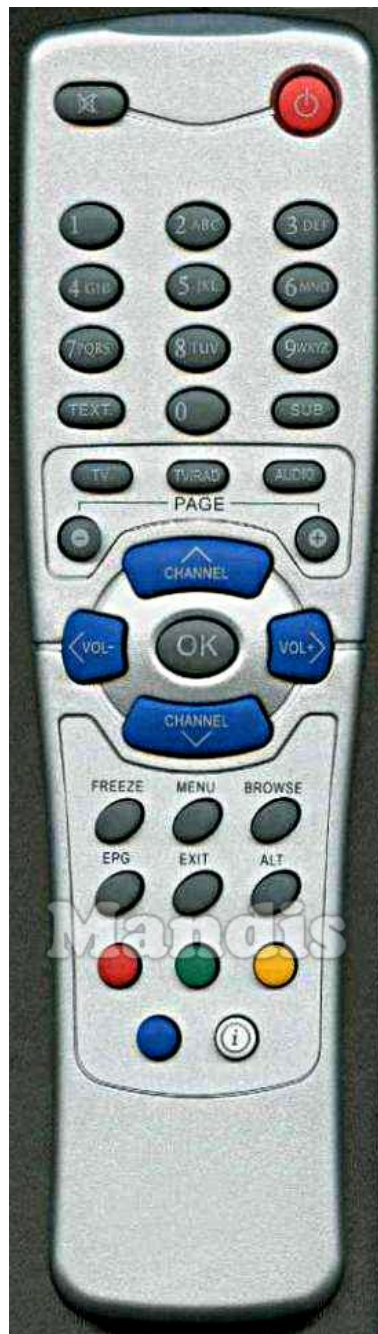 1 2 ABC 3 DEF
4 GHI 5 JKL 6 MNO
7 PQRS 8 TUV 9 WXYZ
TEXT 0 SUB
TV TV/RAD AUDIO
PAGE
- +
CHANNEL
VOL- OK VOL+
CHANNEL
FREEZE MENU BROWSE
EPG EXIT ALT
Mandis
i